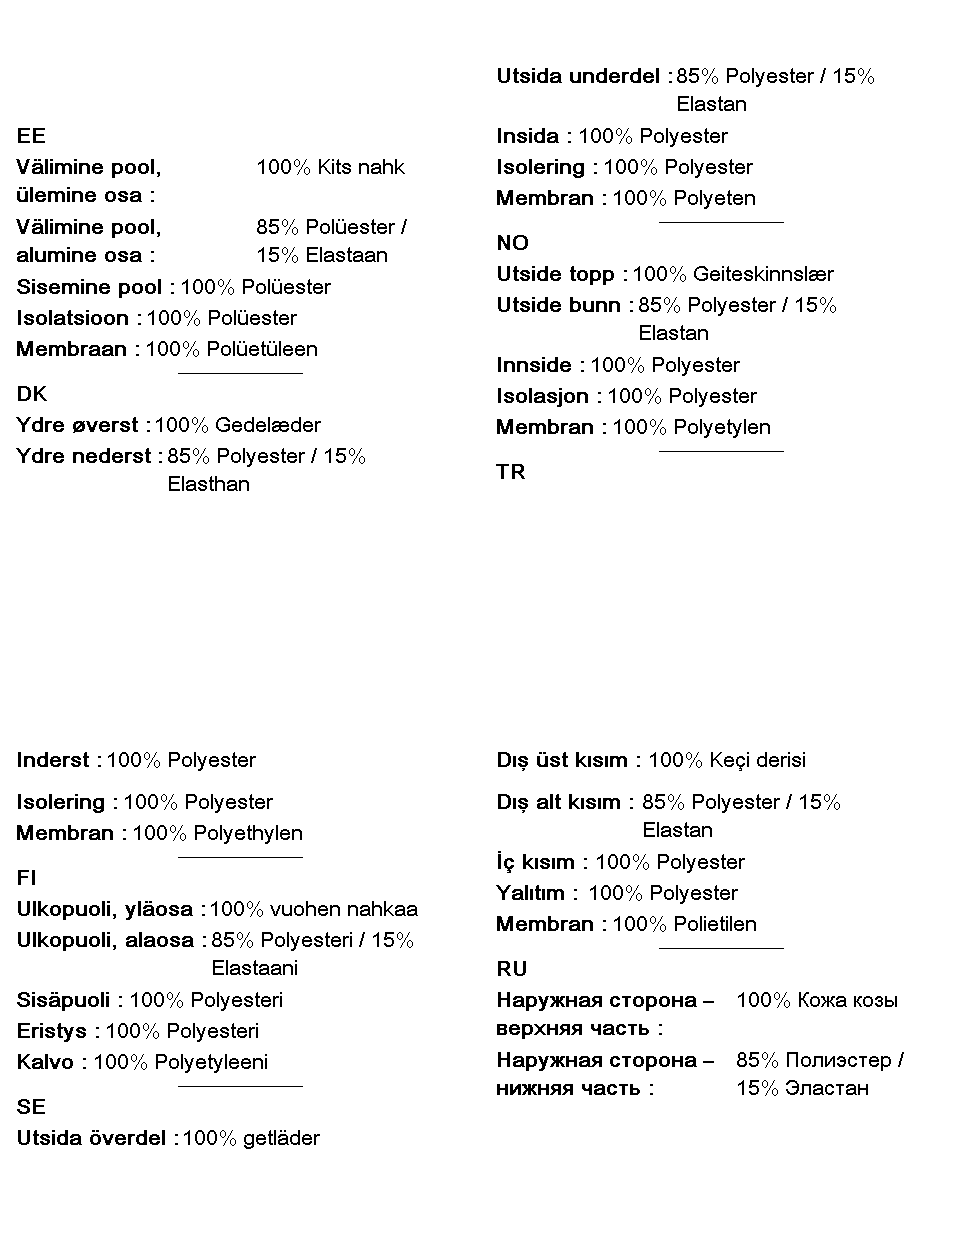 EE
Välimine pool, 100% Kits nahk
ülemine osa :
Välimine pool, 85% Polüester /
alumine osa : 15% Elastaan
Sisemine pool : 100% Polüester
Isolatsioon : 100% Polüester
Membraan : 100% Polüetüleen
DK
Ydre øverst : 100% Gedelæder
Ydre nederst : 85% Polyester / 15%
Elasthan
Inderst : 100% Polyester
Isolering : 100% Polyester
Membran : 100% Polyethylen
FI
Ulkopuoli, yläosa : 100% vuohen nahkaa
Ulkopuoli, alaosa : 85% Polyesteri / 15%
Elastaani
Sisäpuoli : 100% Polyesteri
Eristys : 100% Polyesteri
Kalvo : 100% Polyetyleeni
SE
Utsida överdel : 100% getläder
Utsida underdel : 85% Polyester / 15%
Elastan
Insida : 100% Polyester
Isolering : 100% Polyester
Membran : 100% Polyeten
NO
Utside topp : 100% Geiteskinnslær
Utside bunn : 85% Polyester / 15%
Elastan
Innside : 100% Polyester
Isolasjon : 100% Polyester
Membran : 100% Polyetylen
TR
Dış üst kısım : 100% Keçi derisi
Dış alt kısım : 85% Polyester / 15%
Elastan
İç kısım : 100% Polyester
Yalıtım : 100% Polyester
Membran : 100% Polietilen
RU
Наружная сторона – 100% Кожа козы
верхняя часть :
Наружная сторона – 85% Полиэстер /
нижняя часть : 15% Эластан